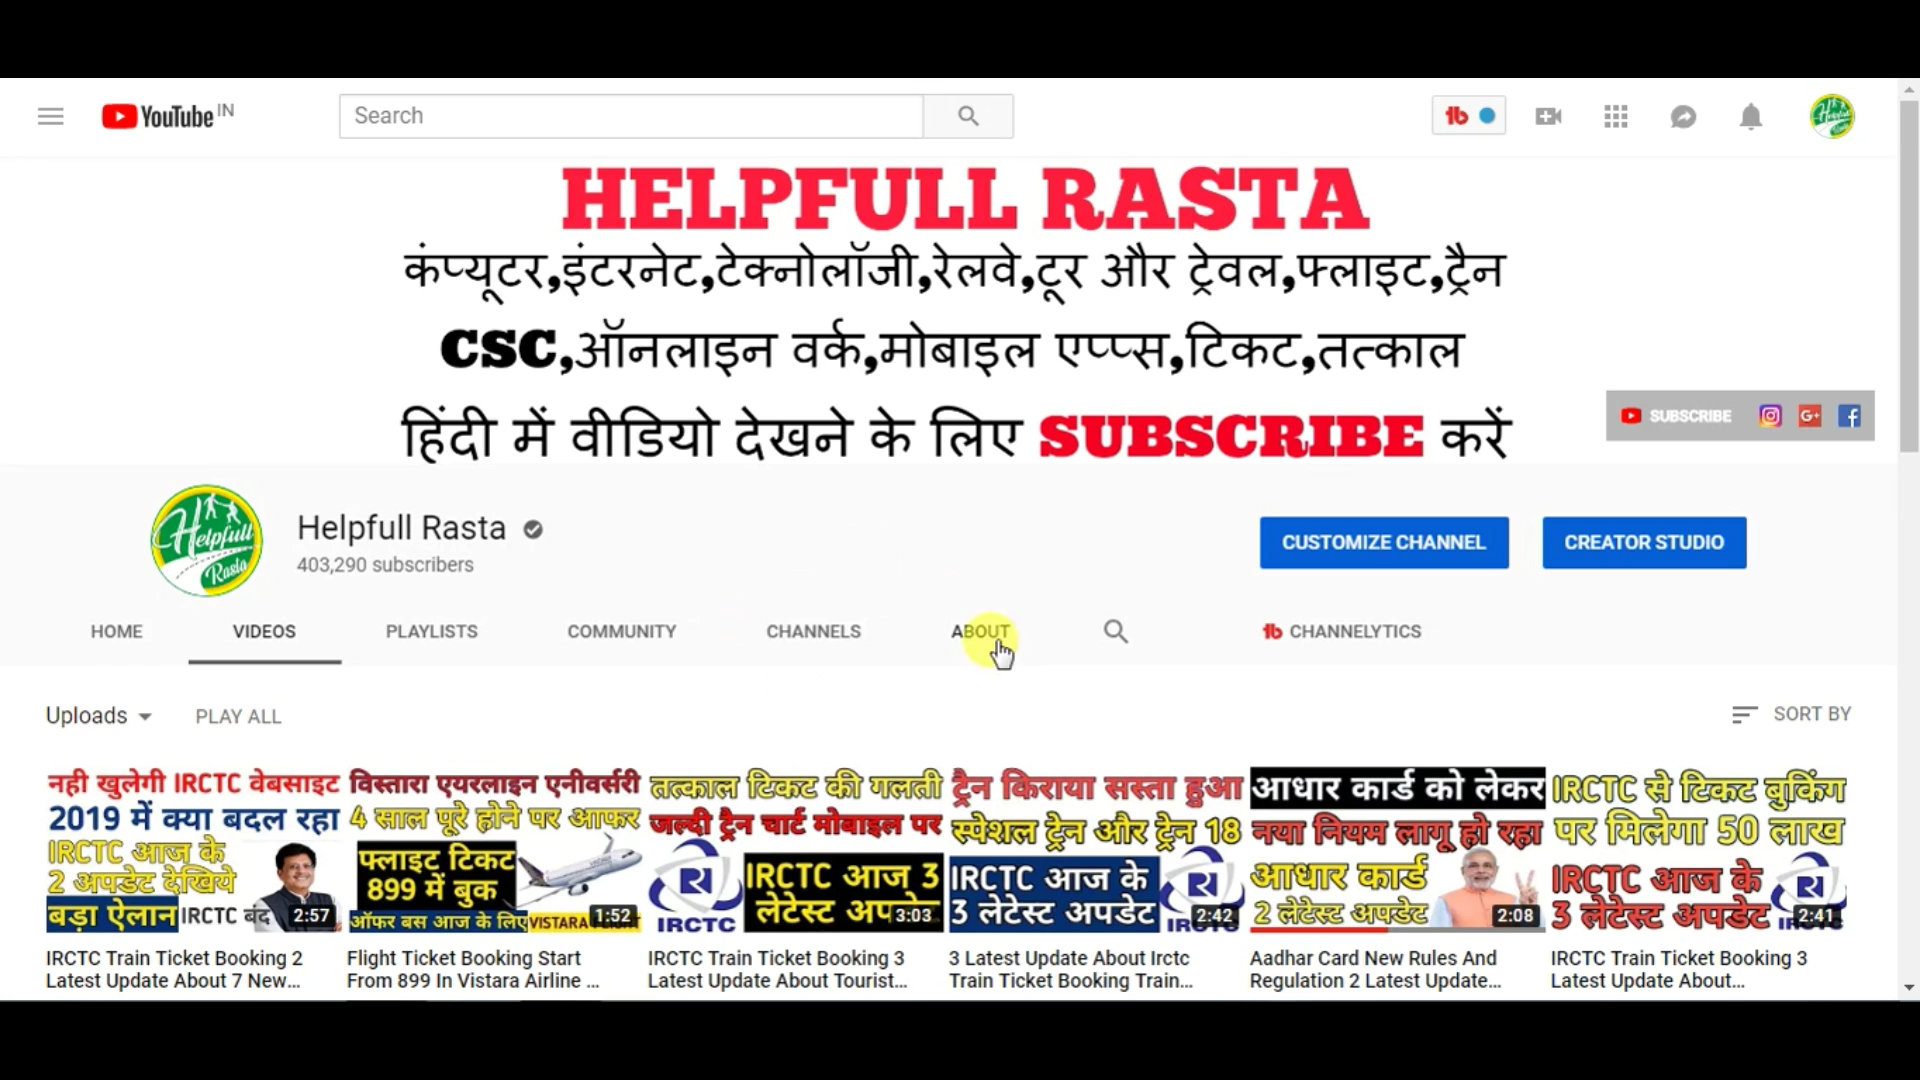 YouTube IN
Search
HELPFULL RASTA
कंप्यूटर,इंटरनेट,टेक्नोलॉजी,रेलवे,टूर और ट्रेवल,फ्लाइट,ट्रैन
CSC,ऑनलाइन वर्क,मोबाइल एप्प्स,टिकट,तत्काल
हिंदी में वीडियो देखने के लिए SUBSCRIBE करें
SUBSCRIBE
Helpfull Rasta
Helpfull Rasta
403,290 subscribers
CUSTOMIZE CHANNEL
CREATOR STUDIO
HOME VIDEOS PLAYLISTS COMMUNITY CHANNELS ABOUT CHANNELYTICS
Uploads PLAY ALL SORT BY
नही खुलेगी IRCTC वेबसाइट
2019 में क्या बदल रहा
IRCTC आज के
2 अपडेट देखिये
बड़ा ऐलान IRCTC बंद
2:57
विस्तारा एयरलाइन एनीवर्सरी
4 साल पूरे होने पर आफर
फ्लाइट टिकट
899 में बुक
ऑफर बस आज के लिए VISTARA
1:52
तत्काल टिकट की गलती
जल्दी ट्रैन चार्ट मोबाइल पर
IRCTC आज 3
लेटेस्ट अपडेट
IRCTC
3:03
ट्रैन किराया सस्ता हुआ
स्पेशल ट्रेन और ट्रेन 18
IRCTC आज के
3 लेटेस्ट अपडेट
IRCTC
2:42
आधार कार्ड को लेकर
नया नियम लागू हो रहा
आधार कार्ड
2 लेटेस्ट अपडेट
2:08
IRCTC से टिकट बुकिंग
पर मिलेगा 50 लाख
IRCTC आज के
3 लेटेस्ट अपडेट
IRCTC
2:41
IRCTC Train Ticket Booking 2
Latest Update About 7 New...
Flight Ticket Booking Start
From 899 In Vistara Airline ...
IRCTC Train Ticket Booking 3
Latest Update About Tourist...
3 Latest Update About Irctc
Train Ticket Booking Train...
Aadhar Card New Rules And
Regulation 2 Latest Update...
IRCTC Train Ticket Booking 3
Latest Update About...